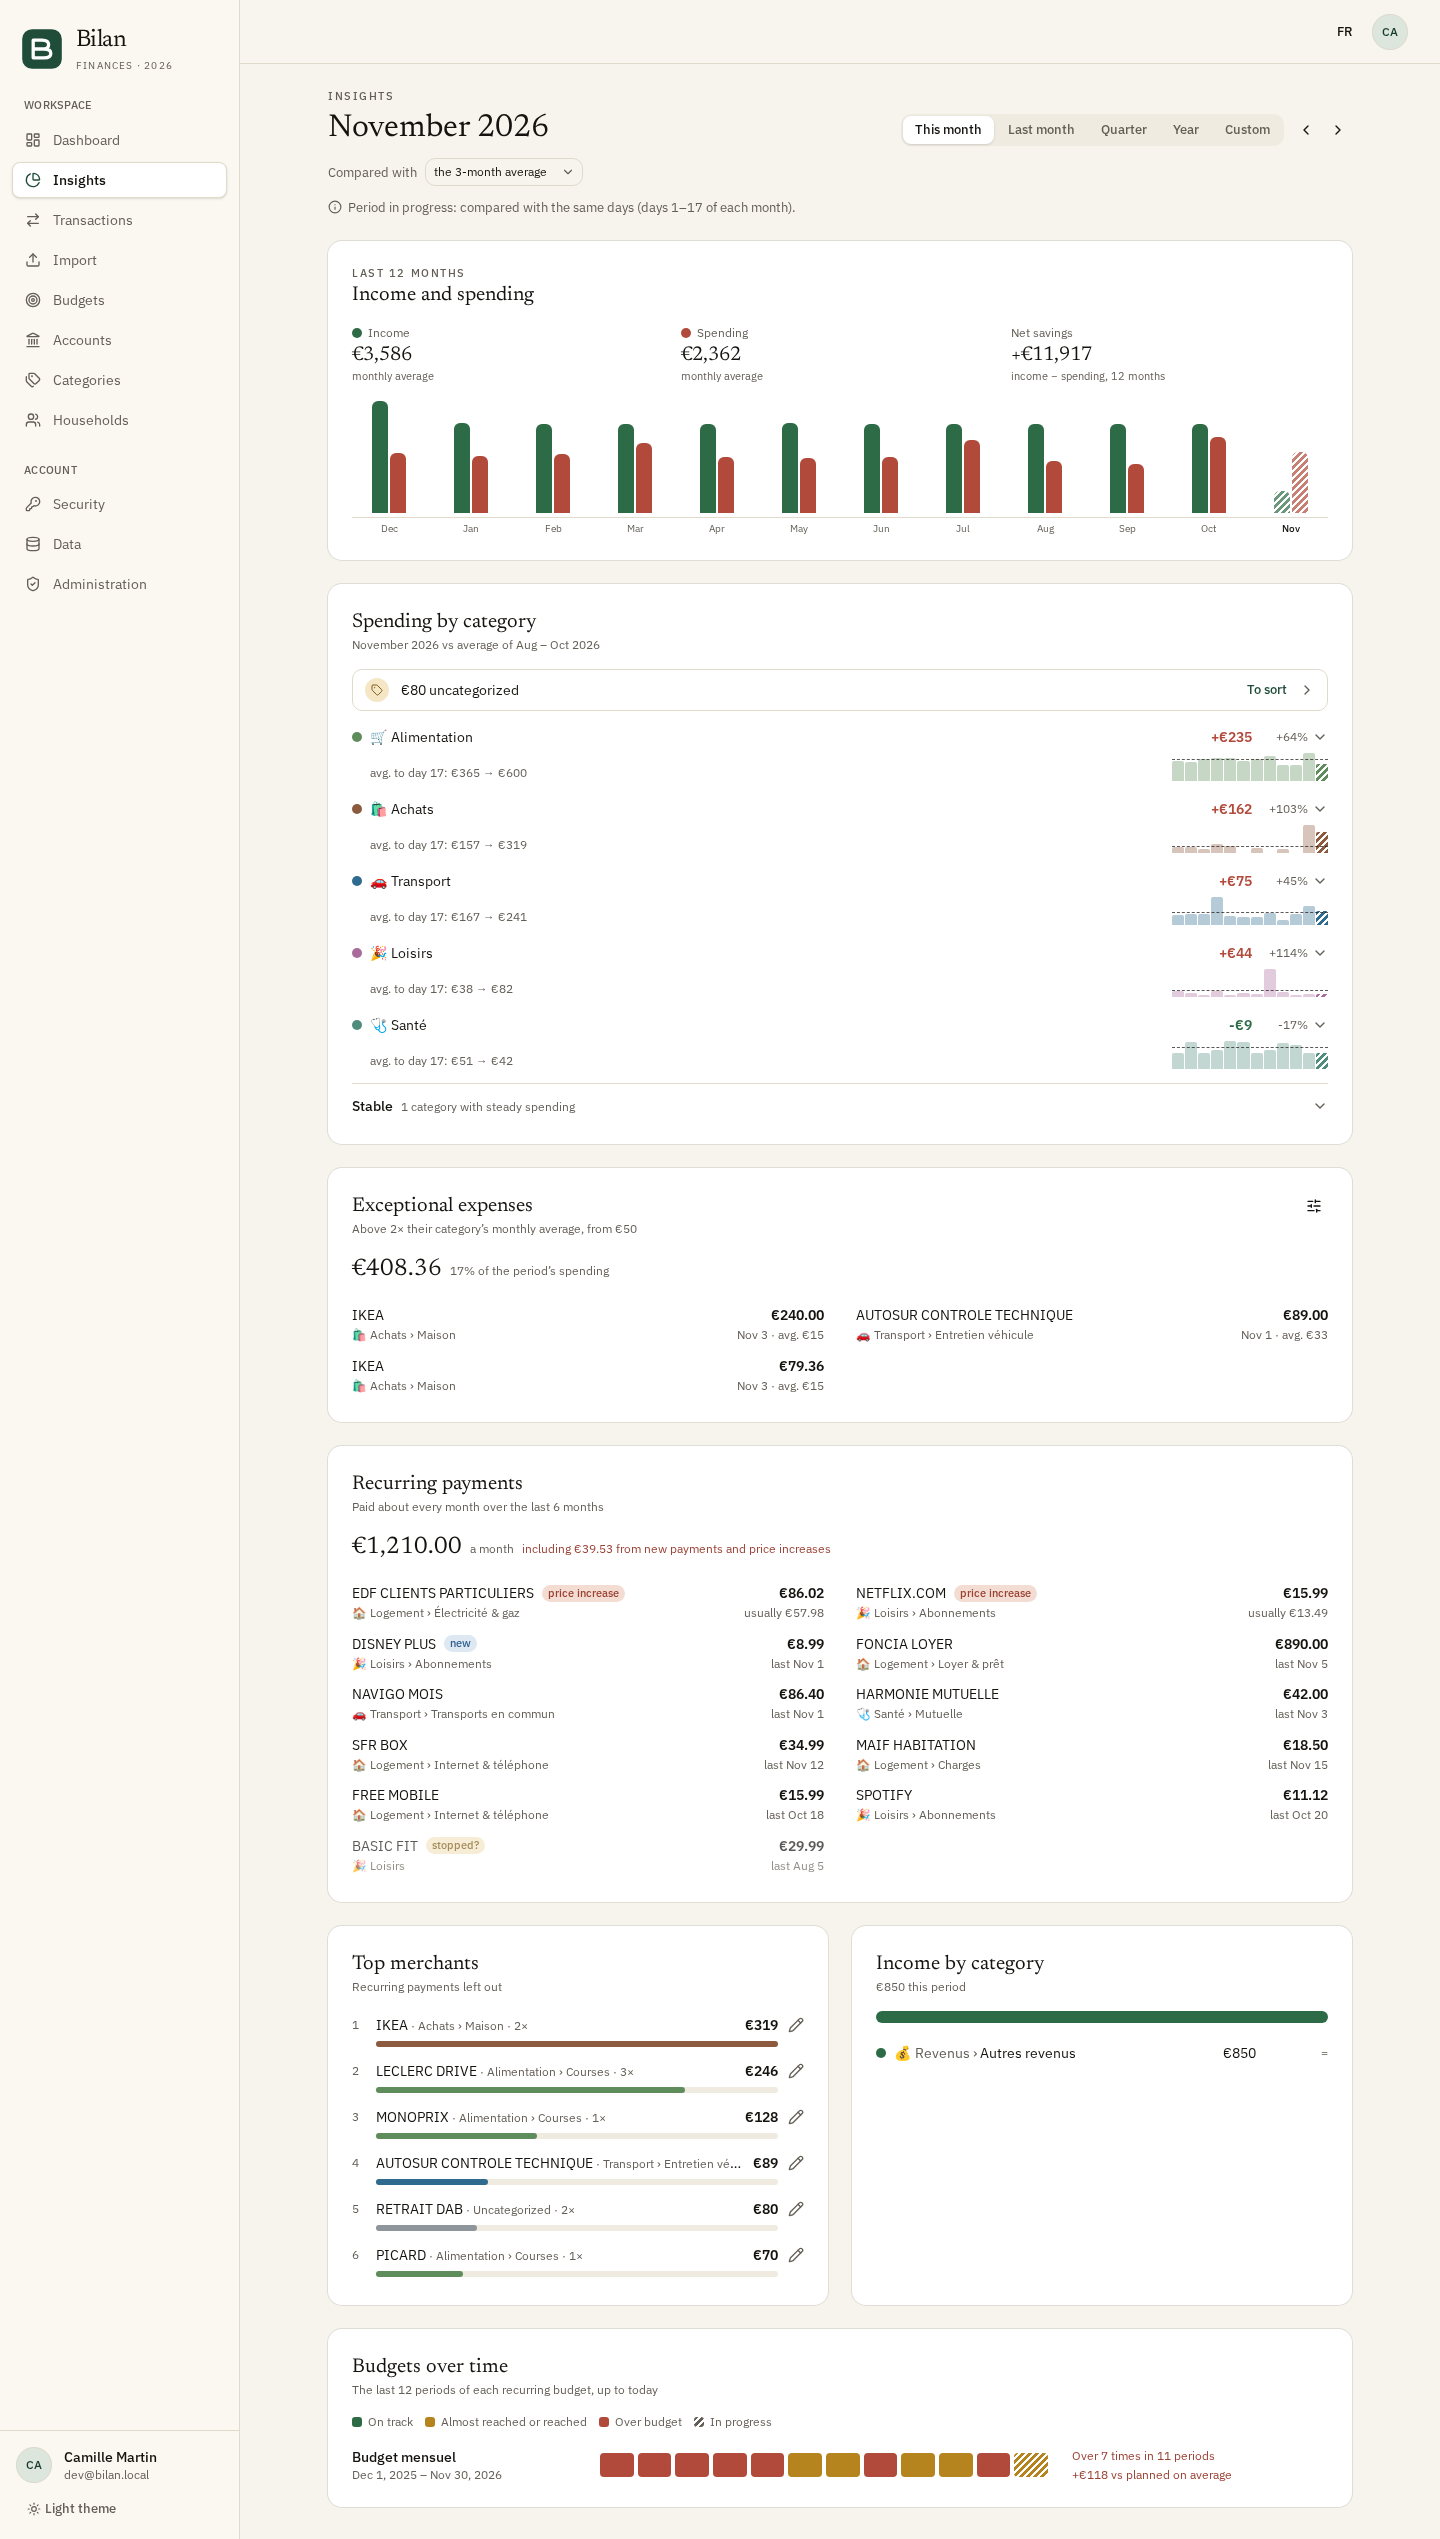 Bilan
FINANCES · 2026
WORKSPACE
Dashboard
Insights
Transactions
Import
Budgets
Accounts
Categories
Households
ACCOUNT
Security
Data
Administration
CA
Camille Martin
dev@bilan.local
Light theme
FR
CA
INSIGHTS
November 2026
This month
Last month
Quarter
Year
Custom
Compared with
the 3-month average
Period in progress: compared with the same days (days 1–17 of each month).
LAST 12 MONTHS
Income and spending
Income
€3,586
monthly average
Spending
€2,362
monthly average
Net savings
+€11,917
income – spending, 12 months
Dec
Jan
Feb
Mar
Apr
May
Jun
Jul
Aug
Sep
Oct
Nov
Spending by category
November 2026 vs average of Aug – Oct 2026
€80 uncategorized
To sort
Alimentation
+€235
+64%
avg. to day 17: €365 → €600
Achats
+€162
+103%
avg. to day 17: €157 → €319
Transport
+€75
+45%
avg. to day 17: €167 → €241
Loisirs
+€44
+114%
avg. to day 17: €38 → €82
Santé
-€9
-17%
avg. to day 17: €51 → €42
Stable 1 category with steady spending
Exceptional expenses
Above 2× their category's monthly average, from €50
€408.36 17% of the period's spending
IKEA €240.00
Achats › Maison Nov 3 · avg. €15
AUTOSUR CONTROLE TECHNIQUE €89.00
Transport › Entretien véhicule Nov 1 · avg. €33
IKEA €79.36
Achats › Maison Nov 3 · avg. €15
Recurring payments
Paid about every month over the last 6 months
€1,210.00 a month including €39.53 from new payments and price increases
EDF CLIENTS PARTICULIERS price increase €86.02
Logement › Électricité & gaz usually €57.98
NETFLIX.COM price increase €15.99
Loisirs › Abonnements usually €13.49
DISNEY PLUS new €8.99
Loisirs › Abonnements last Nov 1
FONCIA LOYER €890.00
Logement › Loyer & prêt last Nov 5
NAVIGO MOIS €86.40
Transport › Transports en commun last Nov 1
HARMONIE MUTUELLE €42.00
Santé › Mutuelle last Nov 3
SFR BOX €34.99
Logement › Internet & téléphone last Nov 12
MAIF HABITATION €18.50
Logement › Charges last Nov 15
FREE MOBILE €15.99
Logement › Internet & téléphone last Oct 18
SPOTIFY €11.12
Loisirs › Abonnements last Oct 20
BASIC FIT stopped? €29.99
Loisirs last Aug 5
Top merchants
Recurring payments left out
1 IKEA · Achats › Maison · 2× €319
2 LECLERC DRIVE · Alimentation › Courses · 3× €246
3 MONOPRIX · Alimentation › Courses · 1× €128
4 AUTOSUR CONTROLE TECHNIQUE · Transport › Entretien vé... €89
5 RETRAIT DAB · Uncategorized · 2× €80
6 PICARD · Alimentation › Courses · 1× €70
Income by category
€850 this period
Revenus › Autres revenus €850 =
Budgets over time
The last 12 periods of each recurring budget, up to today
On track
Almost reached or reached
Over budget
In progress
Budget mensuel
Dec 1, 2025 – Nov 30, 2026
Over 7 times in 11 periods
+€118 vs planned on average